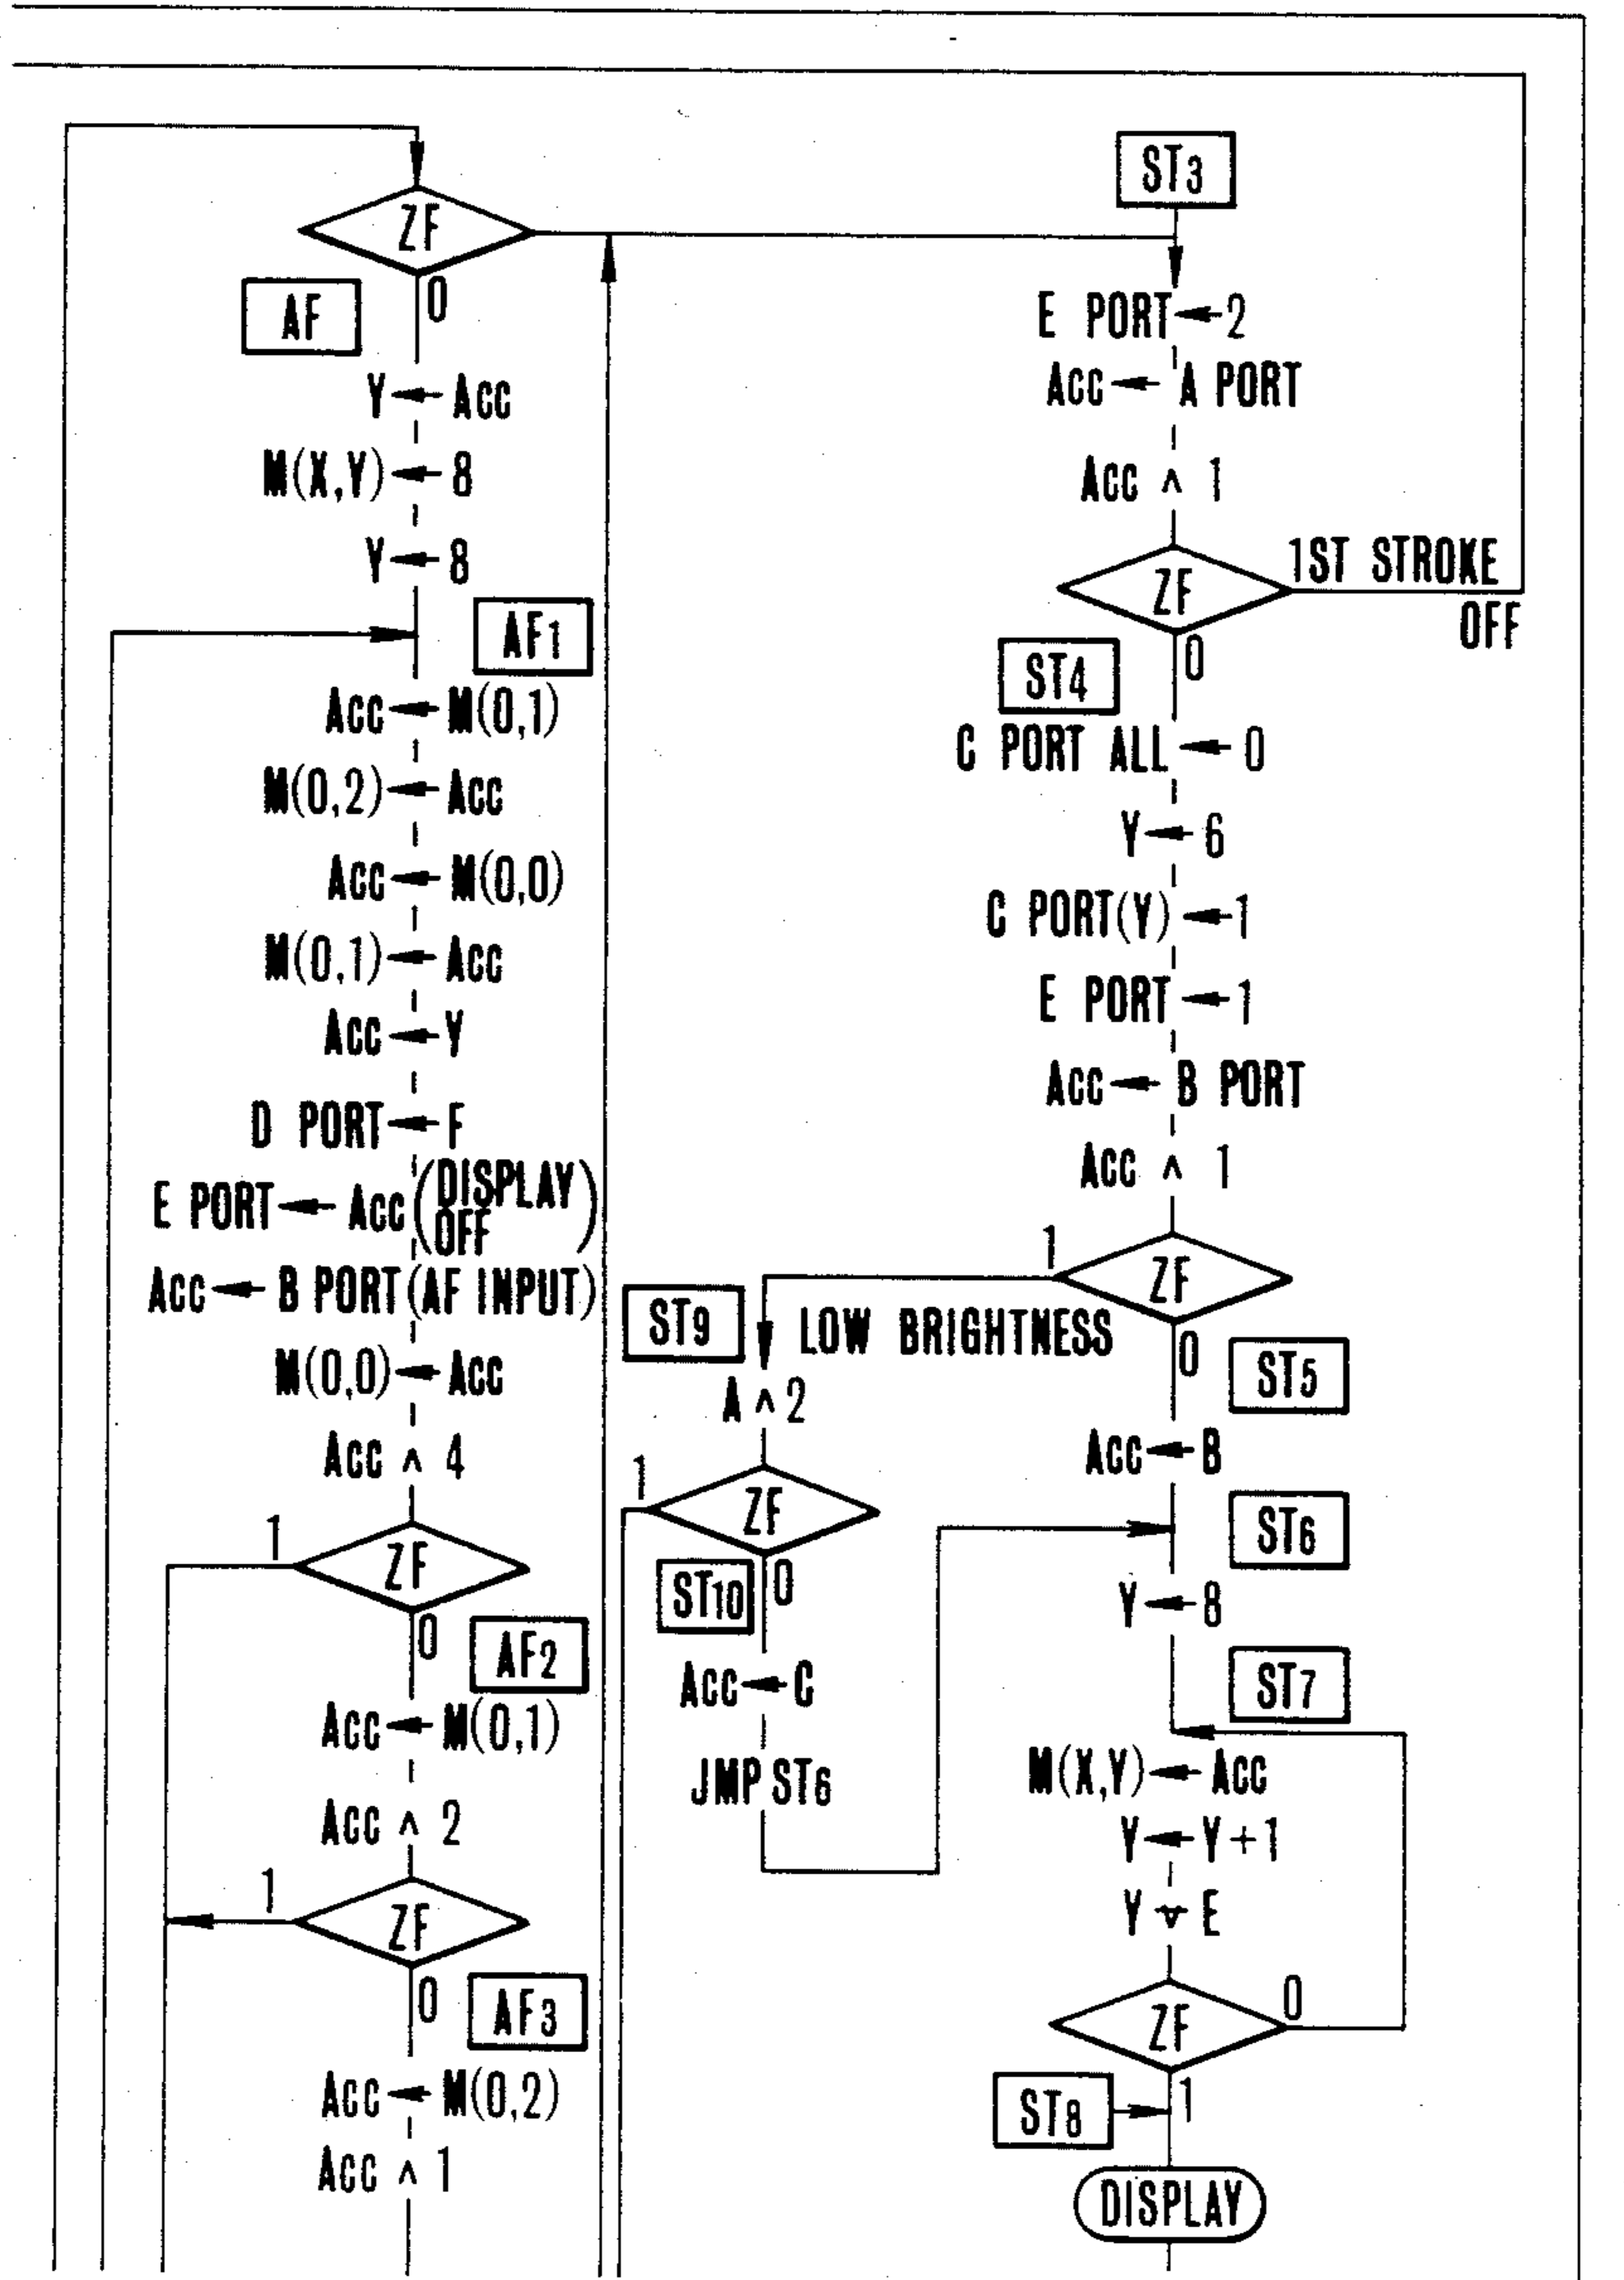 ZF
0
AF
Y ← Acc
M(X,Y) ← 8
Y ← 8
AF1
Acc ← M(0,1)
M(0,2) ← Acc
Acc ← M(0,0)
M(0,1) ← Acc
Acc ← Y
D PORT ← F
E PORT ← Acc (DISPLAY
OFF)
Acc ← B PORT (AF INPUT)
M(0,0) ← Acc
Acc ∧ 4
1
ZF
0
AF2
Acc ← M(0,1)
Acc ∧ 2
1
ZF
0
AF3
Acc ← M(0,2)
Acc ∧ 1
ST3
E PORT ← 2
Acc ← A PORT
Acc ∧ 1
ZF
1ST STROKE
OFF
0
ST4
C PORT ALL ← 0
Y ← 6
C PORT(Y) ← 1
E PORT ← 1
Acc ← B PORT
Acc ∧ 1
1
ZF
0
LOW BRIGHTNESS
ST9
A ∧ 2
1
ZF
0
ST10
Acc ← C
JMP ST6
ST5
Acc ← B
ST6
Y ← 8
ST7
M(X,Y) ← Acc
Y ← Y + 1
Y ∀ E
ZF
0
1
ST8
DISPLAY